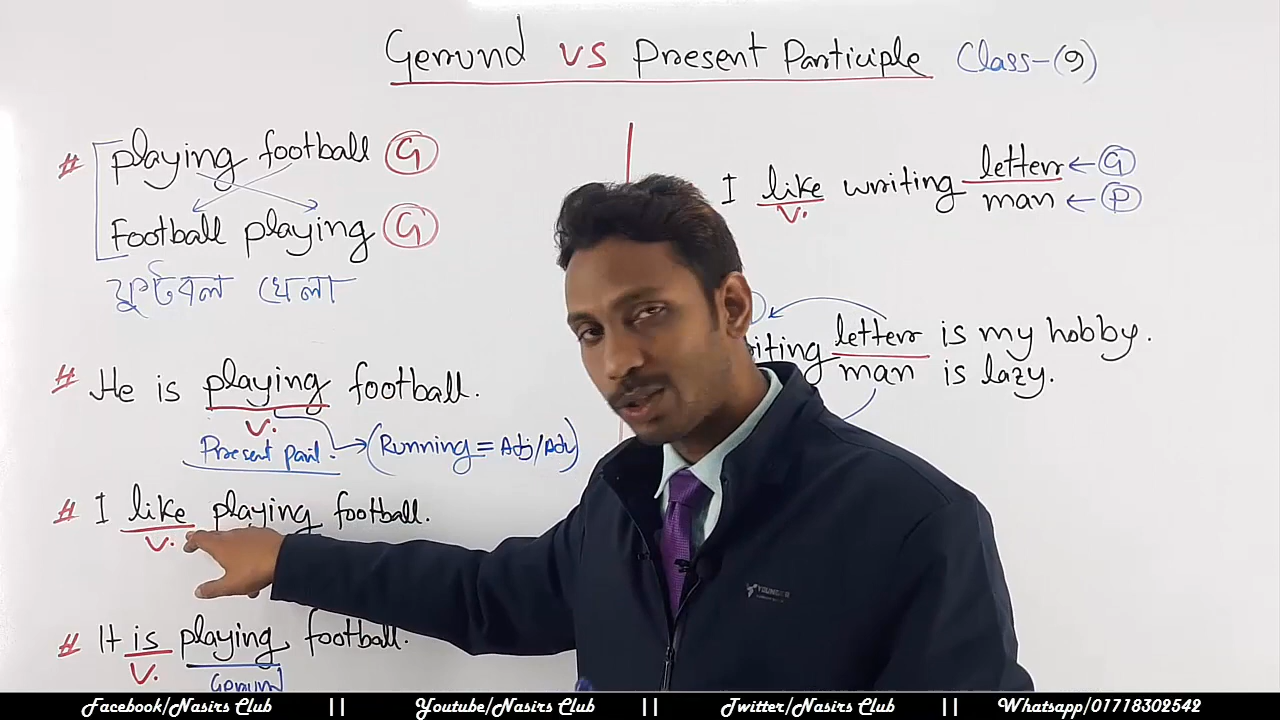 Gerund vs Present Participle Class-(9)
# playing football G
Football playing G
ফুটবল খেলা
# He is playing football.
V.
Present part. → (Running = Adj/Adv)
# I like playing football.
V.
# It is playing football.
V. Gerund
I like writing letter ← G
V. man ← P
letter is my hobby.
man is lazy.
Facebook/Nasirs Club || Youtube/Nasirs Club || Twitter/Nasirs Club || Whatsapp/01718302542